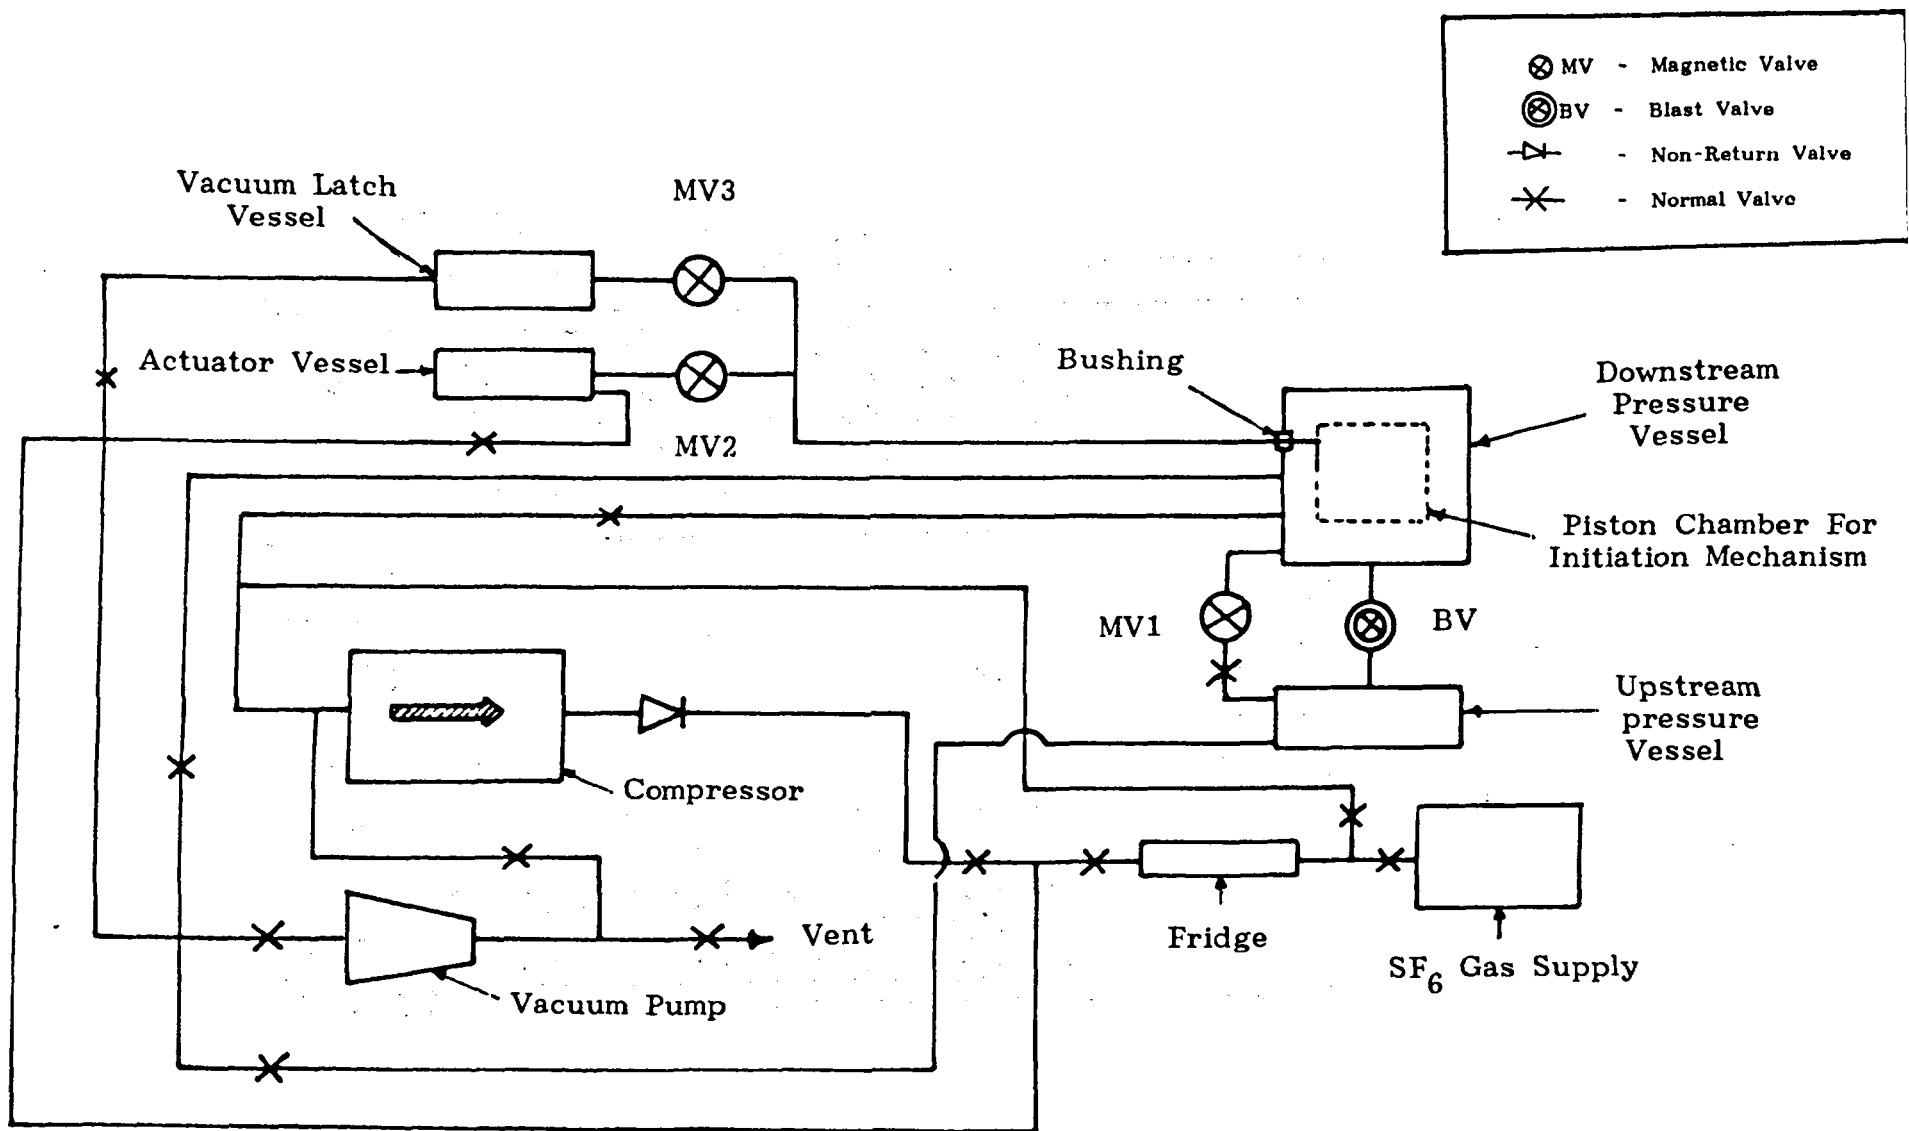 MV - Magnetic Valve
BV - Blast Valve
- Non-Return Valve
- Normal Valve
Vacuum Latch
Vessel
MV3
Actuator Vessel
MV2
Bushing
Downstream
Pressure
Vessel
Piston Chamber For
Initiation Mechanism
MV1
BV
Upstream
pressure
Vessel
Compressor
Vent
Fridge
SF6 Gas Supply
Vacuum Pump